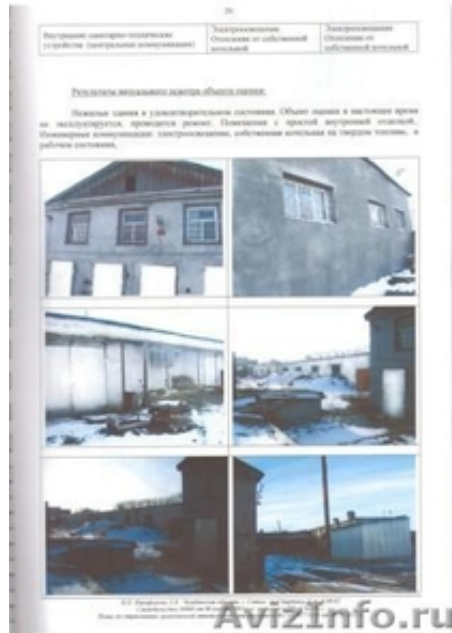 29
Внутренние санитарно-технические
устройства (центральные коммуникации)
Электроосвещение
Отопление от собственной
котельной
Электроосвещение
Отопление от
собственной котельной
Результаты визуального осмотра объекта оценки:
Нежилые здания в удовлетворительном состоянии. Объект оценки в настоящее время
не эксплуатируется, проводится ремонт. Помещения с простой внутренней отделкой.
Инженерные коммуникации: электроосвещение, собственная котельная на твердом топливе, в
рабочем состоянии,
AvizInfo.ru